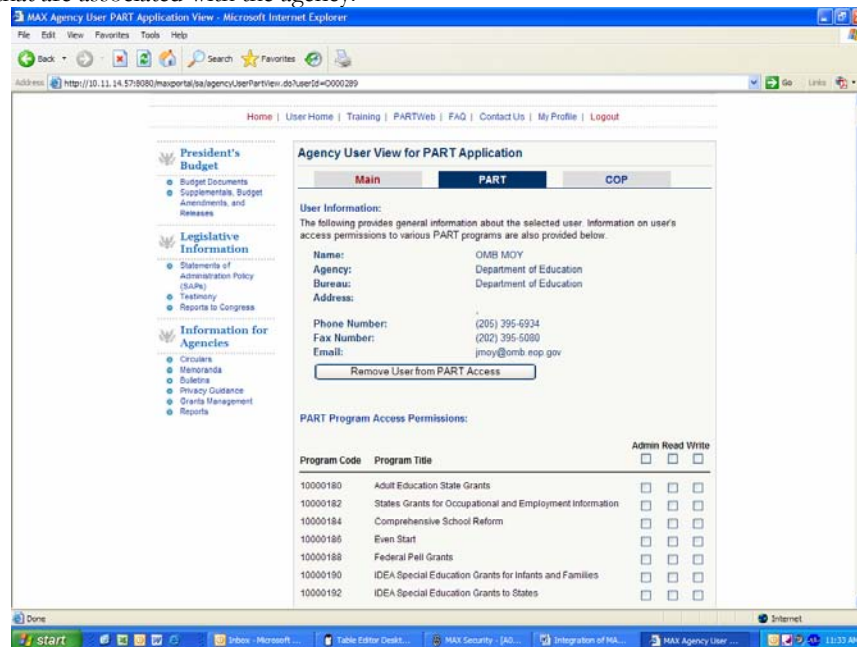 that are associated with the agency.
MAX Agency User PART Application View - Microsoft Internet Explorer
File Edit View Favorites Tools Help
Back Search Favorites
Address http://10.11.14.57:8080/maxportal/sa/agencyUserPartView.do?userId=O000289 Go Links
Home | User Home | Training | PARTWeb | FAQ | Contact Us | My Profile | Logout
President's
Budget
Budget Documents
Supplementals, Budget
Amendments, and
Releases
Legislative
Information
Statements of
Administration Policy
(SAPs)
Testimony
Reports to Congress
Information for
Agencies
Circulars
Memoranda
Bulletins
Privacy Guidance
Grants Management
Reports
Agency User View for PART Application
Main PART COP
User Information:
The following provides general information about the selected user. Information on user's
access permissions to various PART programs are also provided below.
Name: OMB MOY
Agency: Department of Education
Bureau: Department of Education
Address:
,
Phone Number: (205) 395-6934
Fax Number: (202) 395-5080
Email: jmoy@omb.eop.gov
Remove User from PART Access
PART Program Access Permissions:
Admin Read Write
Program Code Program Title
10000180 Adult Education State Grants
10000182 States Grants for Occupational and Employment Information
10000184 Comprehensive School Reform
10000186 Even Start
10000188 Federal Pell Grants
10000190 IDEA Special Education Grants for Infants and Families
10000192 IDEA Special Education Grants to States
Done Internet
start Inbox - Microsoft ... Table Editor Deskt... MAX Security - [A0... Integration of MA... MAX Agency User ... 11:33 AM